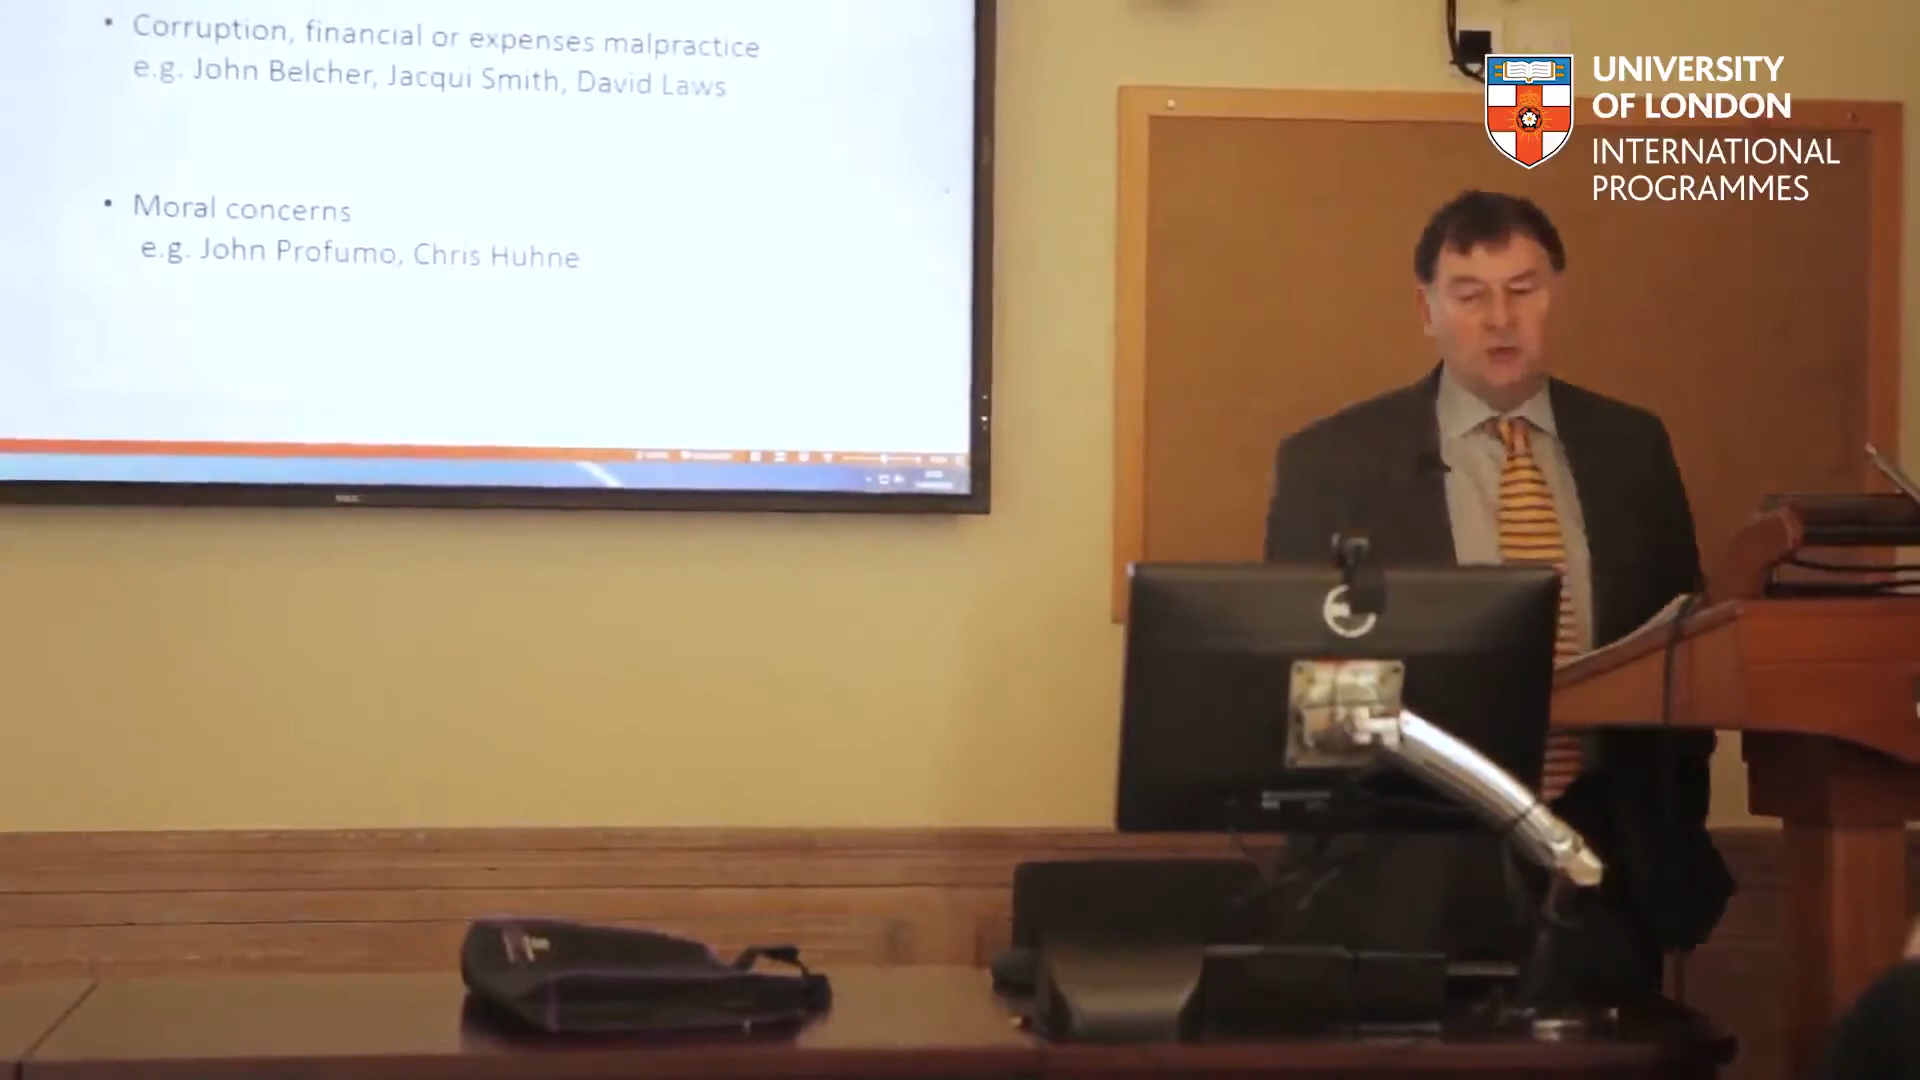 • Corruption, financial or expenses malpractice
e.g. John Belcher, Jacqui Smith, David Laws
• Moral concerns
e.g. John Profumo, Chris Huhne
UNIVERSITY
OF LONDON
INTERNATIONAL
PROGRAMMES
NEC